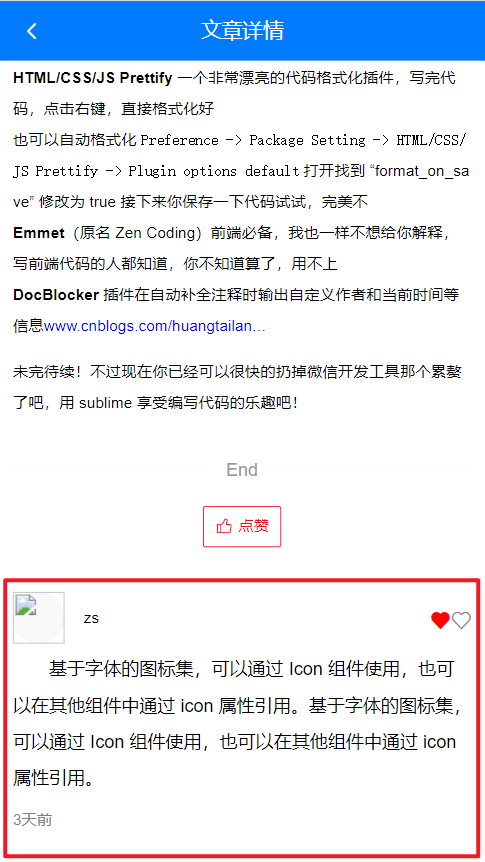 文章详情
HTML/CSS/JS Prettify 一个非常漂亮的代码格式化插件，写完代
码，点击右键，直接格式化好
也可以自动格式化 Preference -> Package Setting -> HTML/CSS/
JS Prettify -> Plugin options default 打开找到 “format_on_sa
ve” 修改为 true 接下来你保存一下代码试试，完美不
Emmet（原名 Zen Coding）前端必备，我也一样不想给你解释，
写前端代码的人都知道，你不知道算了，用不上
DocBlocker 插件在自动补全注释时输出自定义作者和当前时间等
信息www.cnblogs.com/huangtailan…
未完待续！不过现在你已经可以很快的扔掉微信开发工具那个累赘
了吧，用 sublime 享受编写代码的乐趣吧！
End
点赞
zs
基于字体的图标集，可以通过 Icon 组件使用，也可
以在其他组件中通过 icon 属性引用。基于字体的图标集，
可以通过 Icon 组件使用，也可以在其他组件中通过 icon
属性引用。
3天前